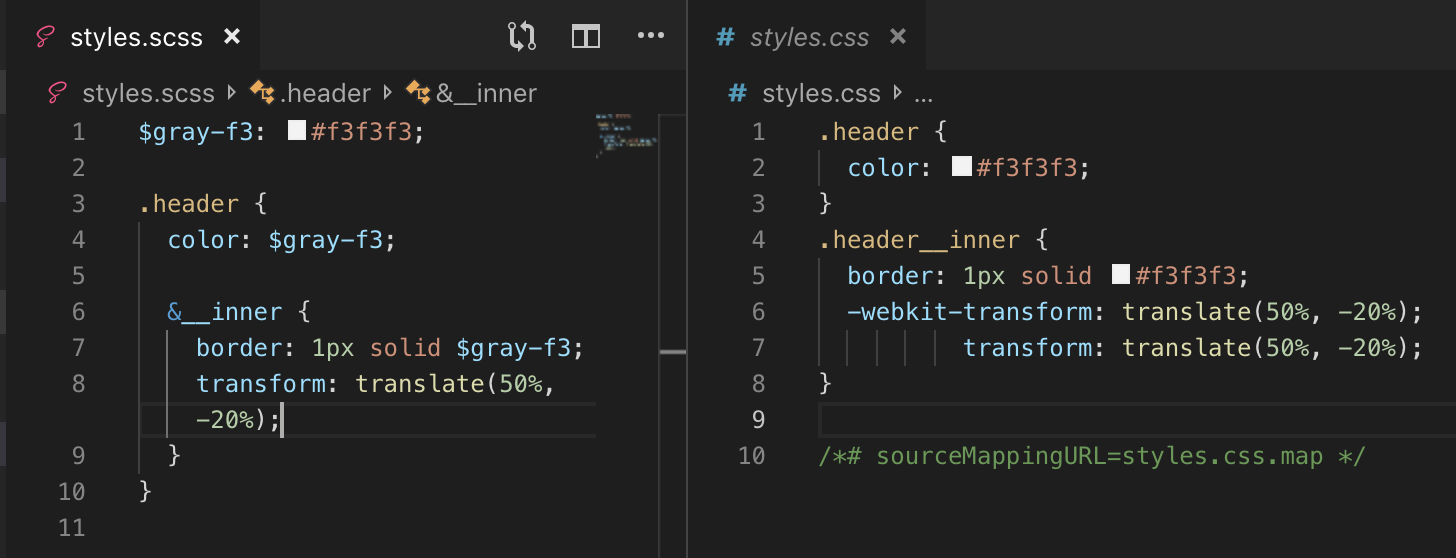 styles.scss ×
styles.scss .header &__inner
1 $gray-f3: #f3f3f3;
2
3 .header {
4 color: $gray-f3;
5
6 &__inner {
7 border: 1px solid $gray-f3;
8 transform: translate(50%,
-20%);
9 }
10 }
11
# styles.css ×
# styles.css ...
1 .header {
2 color: #f3f3f3;
3 }
4 .header__inner {
5 border: 1px solid #f3f3f3;
6 -webkit-transform: translate(50%, -20%);
7 transform: translate(50%, -20%);
8 }
9
10 /*# sourceMappingURL=styles.css.map */